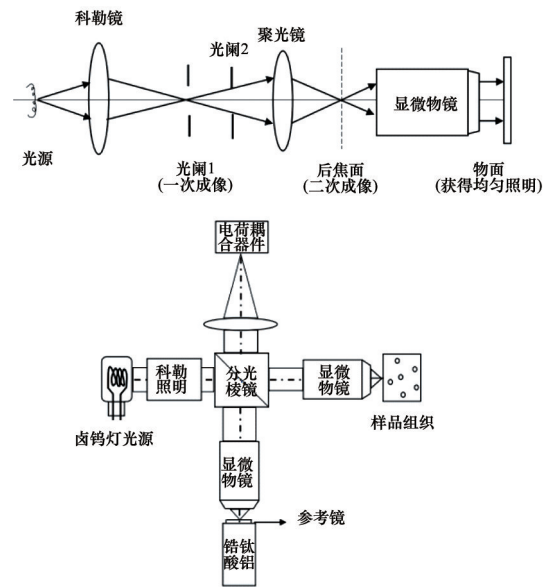 科勒镜
光阑2
聚光镜
显微物镜
光源
光阑1
(一次成像)
后焦面
(二次成像)
物面
(获得均匀照明)
电荷耦
合器件
科勒
照明
分光
棱镜
显微
物镜
卤钨灯光源
样品组织
显微
物镜
参考镜
锆钛
酸铝